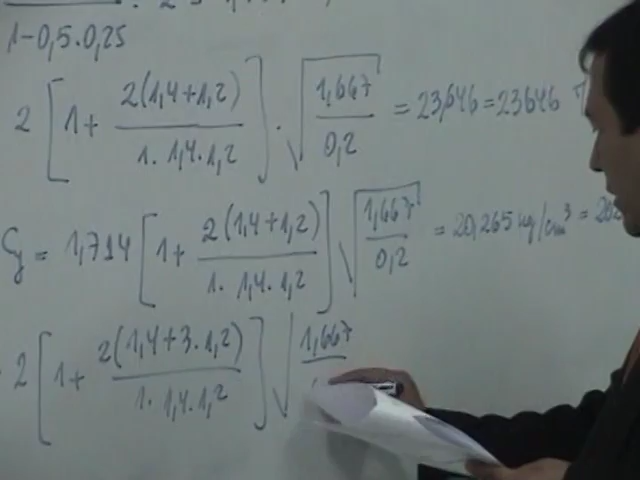 1-0,5.0,25
2 [1+ 2(1,4+1,2) / 1. 1,4.1,2] . √ 1,667 / 0,2 = 23,646 = 23646
Cy = 1,714 [1+ 2(1,4+1,2) / 1. 1,4.1,2] √ 1,667 / 0,2 = 20,265 kg/cm³ =
2 [1+ 2(1,4+3.1,2) / 1. 1,4.1,2] √ 1,667